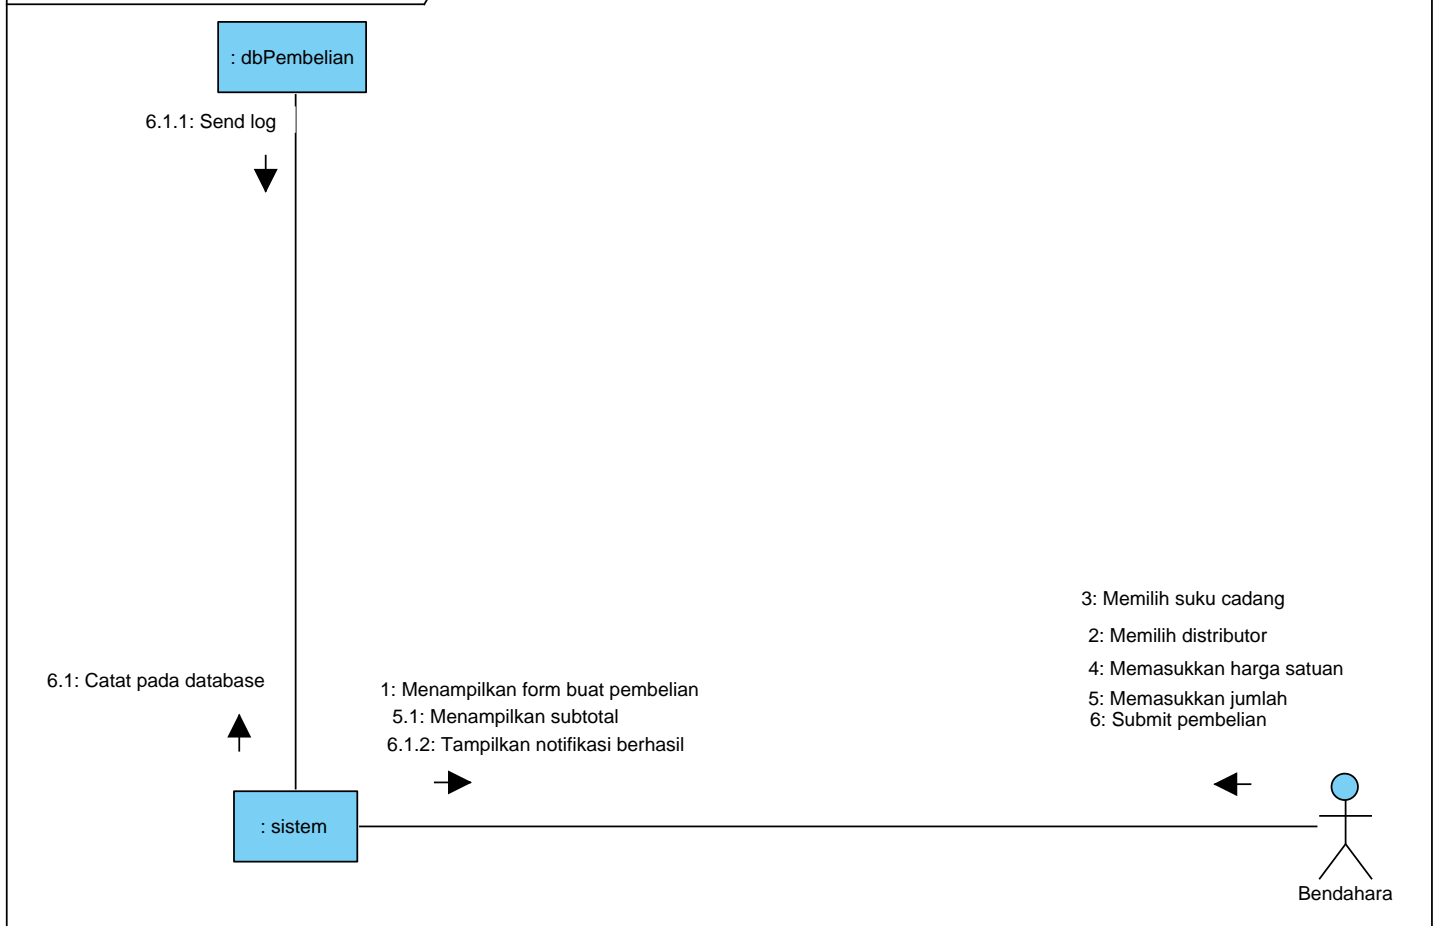 : dbPembelian
6.1.1: Send log
3: Memilih suku cadang
2: Memilih distributor
4: Memasukkan harga satuan
5: Memasukkan jumlah
6: Submit pembelian
6.1: Catat pada database
1: Menampilkan form buat pembelian
5.1: Menampilkan subtotal
6.1.2: Tampilkan notifikasi berhasil
: sistem
Bendahara